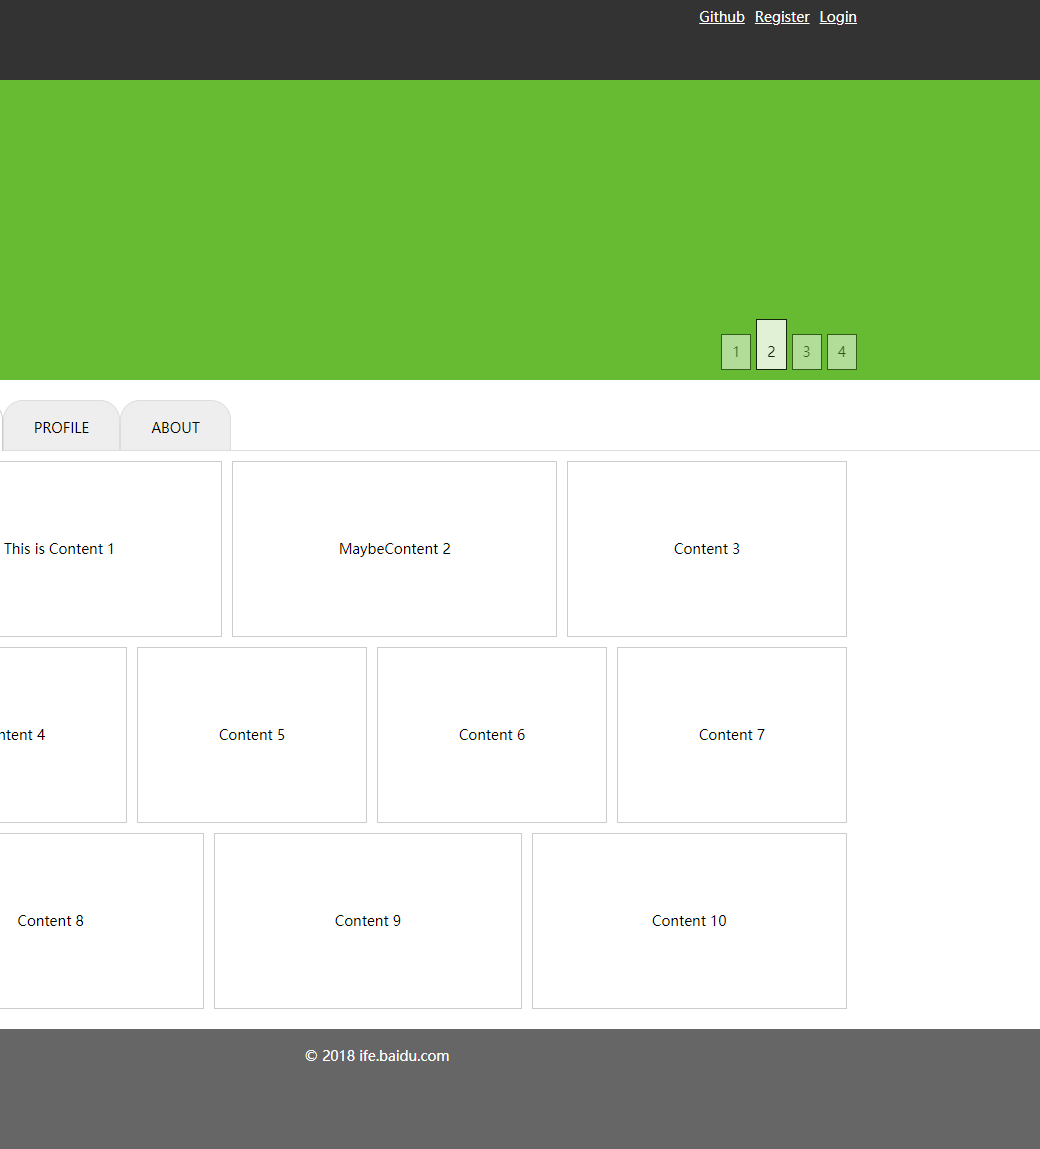 Github Register Login
1 2 3 4
PROFILE ABOUT
This is Content 1 MaybeContent 2 Content 3
ntent 4 Content 5 Content 6 Content 7
Content 8 Content 9 Content 10
© 2018 ife.baidu.com